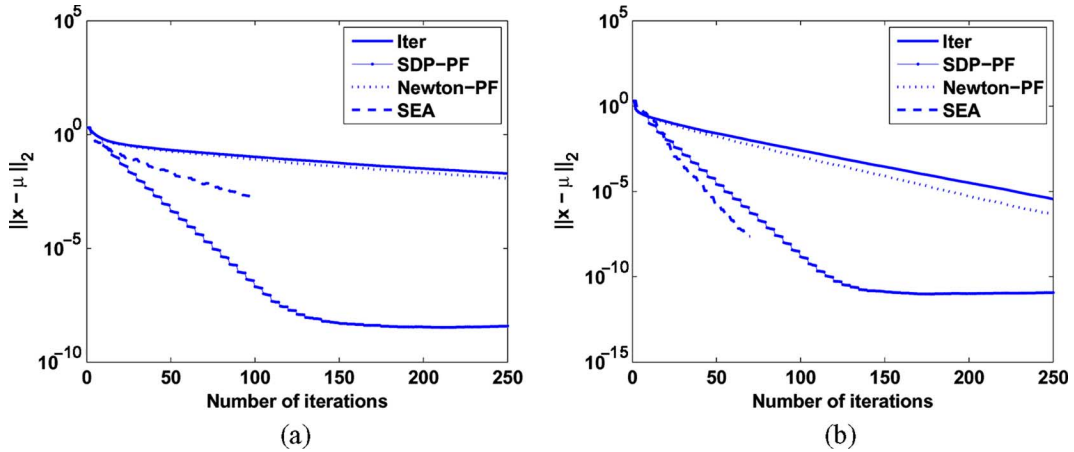 10^5
10^0
10^-5
10^-10
||x − μ||_2
Iter
SDP−PF
Newton−PF
SEA
0 50 100 150 200 250
Number of iterations
(a)
10^5
10^0
10^-5
10^-10
10^-15
||x − μ||_2
Iter
SDP−PF
Newton−PF
SEA
0 50 100 150 200 250
Number of iterations
(b)